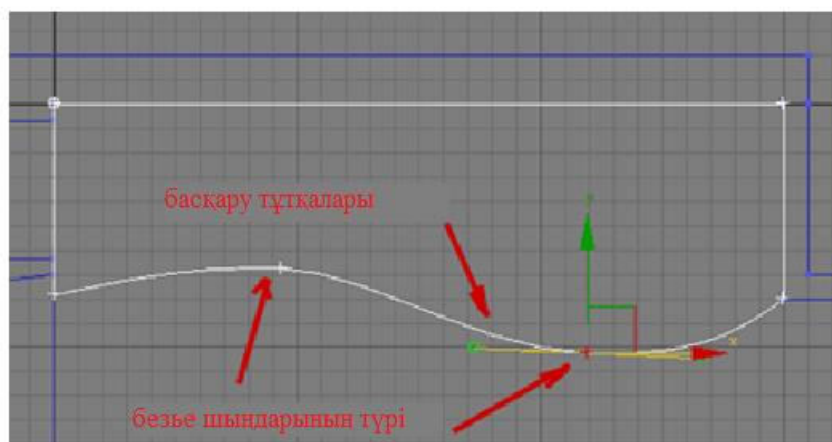 басқару тұтқалары
безье шыңдарының түрі
x